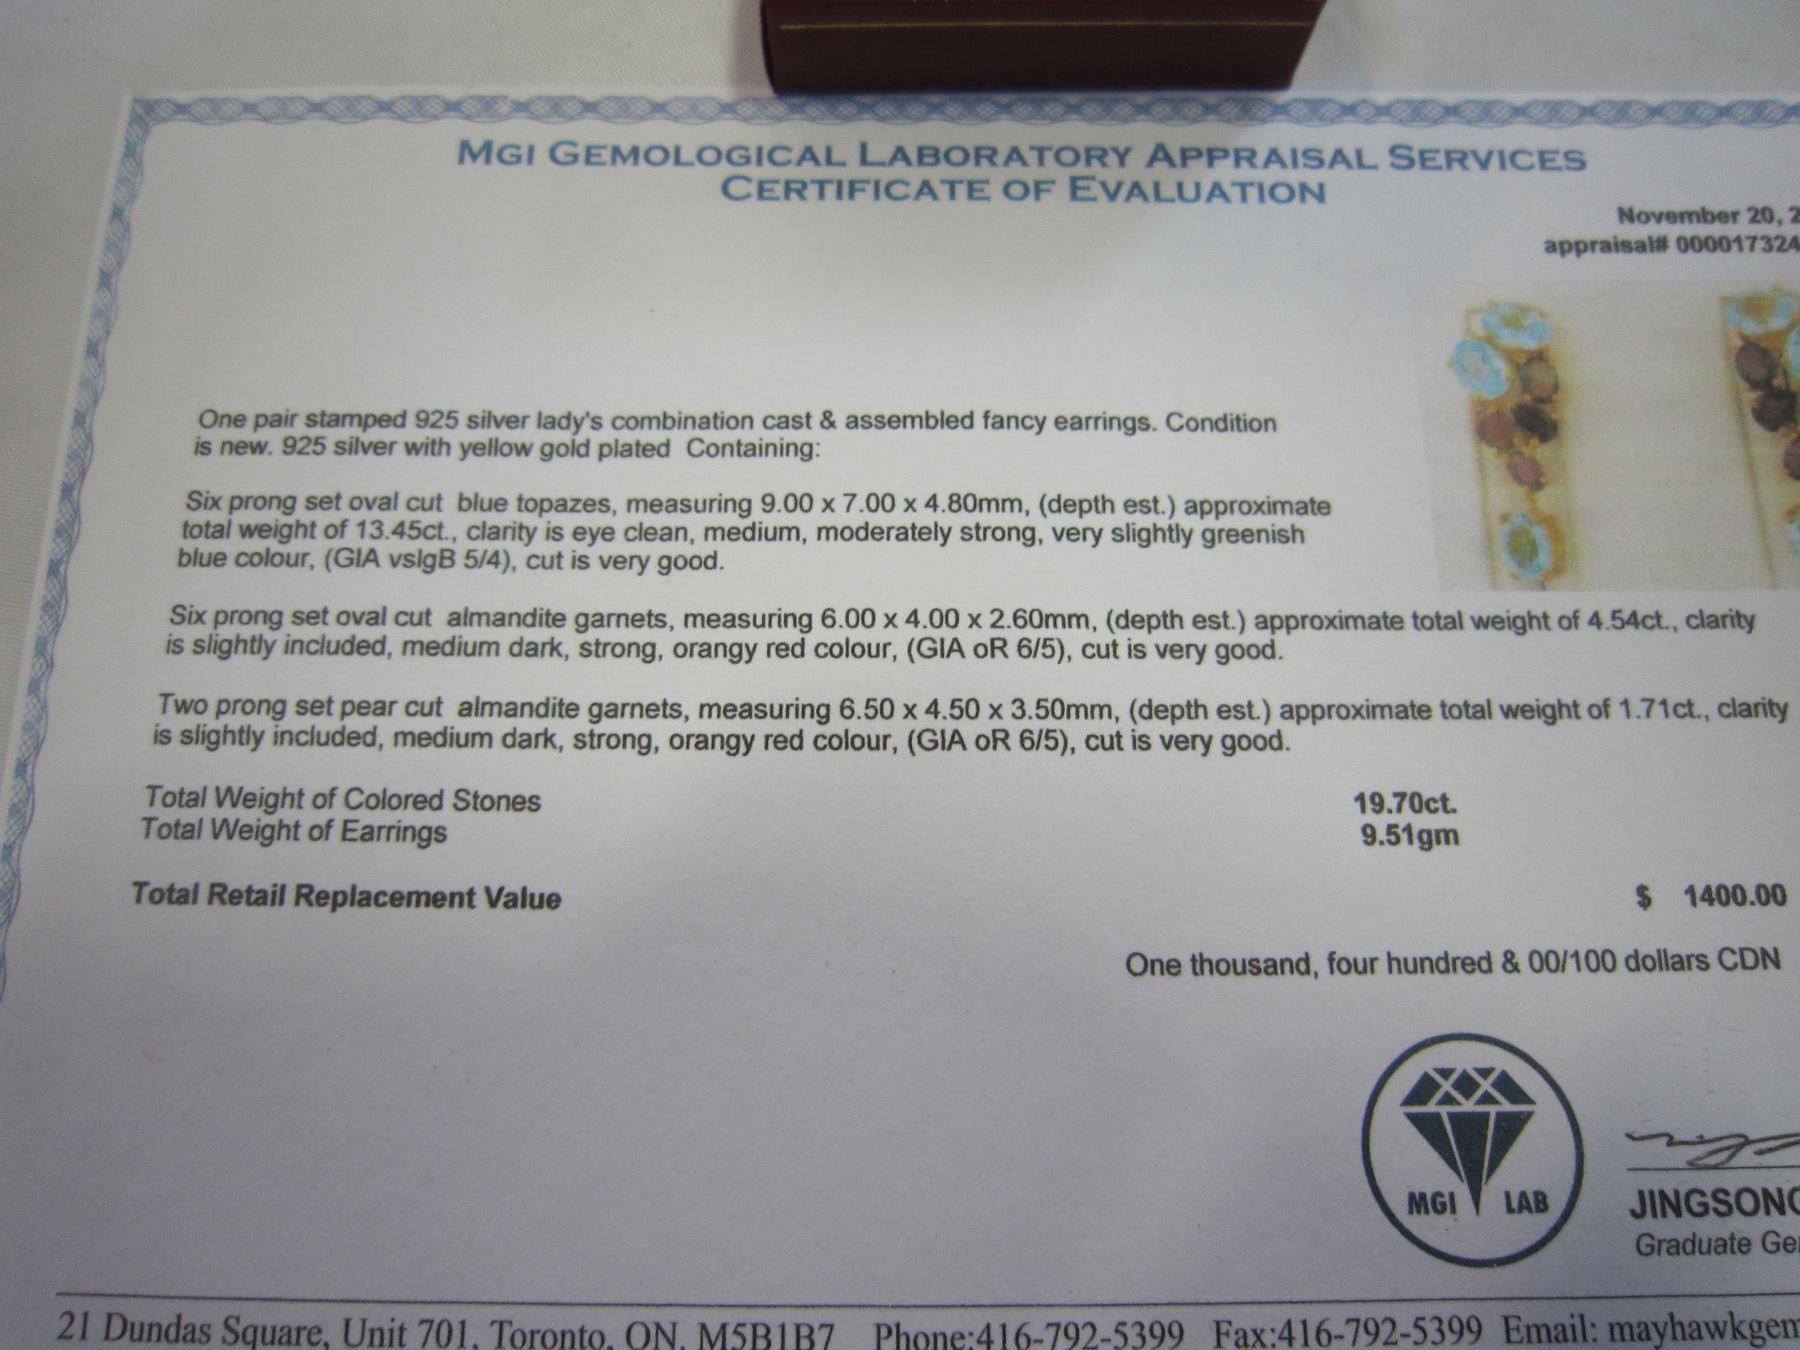 MGI GEMOLOGICAL LABORATORY APPRAISAL SERVICES
CERTIFICATE OF EVALUATION
November 20, 2
appraisal# 000017324
One pair stamped 925 silver lady's combination cast & assembled fancy earrings. Condition
is new. 925 silver with yellow gold plated Containing:
Six prong set oval cut blue topazes, measuring 9.00 x 7.00 x 4.80mm, (depth est.) approximate
total weight of 13.45ct., clarity is eye clean, medium, moderately strong, very slightly greenish
blue colour, (GIA vslgB 5/4), cut is very good.
Six prong set oval cut almandite garnets, measuring 6.00 x 4.00 x 2.60mm, (depth est.) approximate total weight of 4.54ct., clarity
is slightly included, medium dark, strong, orangy red colour, (GIA oR 6/5), cut is very good.
Two prong set pear cut almandite garnets, measuring 6.50 x 4.50 x 3.50mm, (depth est.) approximate total weight of 1.71ct., clarity
is slightly included, medium dark, strong, orangy red colour, (GIA oR 6/5), cut is very good.
Total Weight of Colored Stones 19.70ct.
Total Weight of Earrings 9.51gm
Total Retail Replacement Value $ 1400.00
One thousand, four hundred & 00/100 dollars CDN
MGI LAB
JINGSONG
Graduate Ge
21 Dundas Square, Unit 701, Toronto, ON. M5B1B7 Phone:416-792-5399 Fax:416-792-5399 Email: mayhawkgem